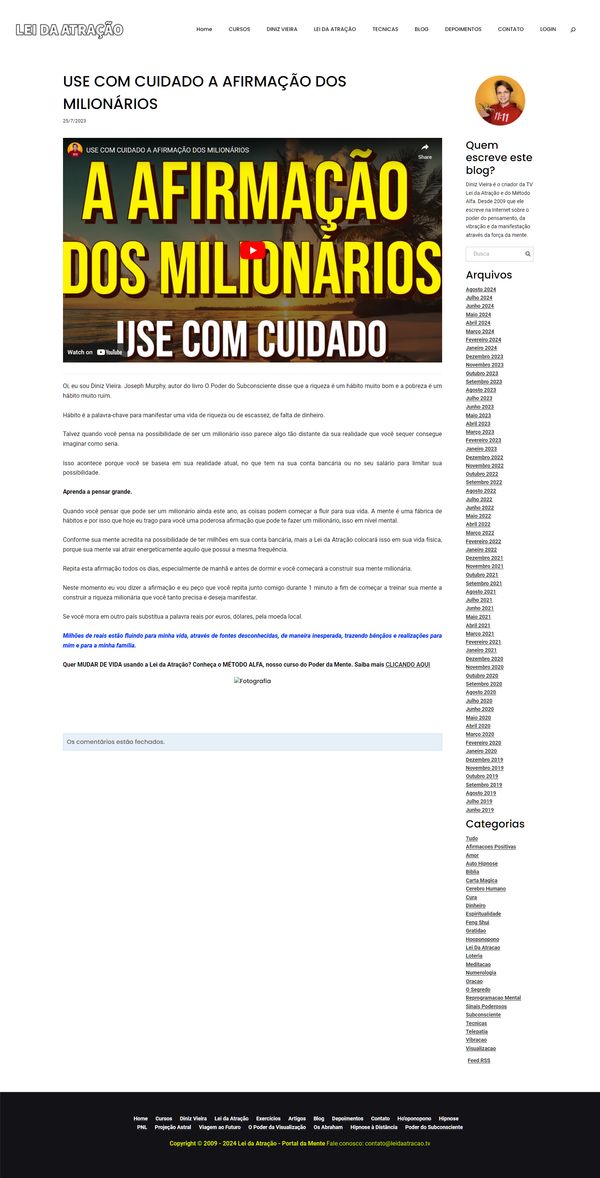 LEI DA ATRAÇÃO
Home CURSOS DINIZ VIEIRA LEI DA ATRAÇÃO TECNICAS BLOG DEPOIMENTOS CONTATO LOGIN
USE COM CUIDADO A AFIRMAÇÃO DOS
MILIONÁRIOS
25/7/2023
USE COM CUIDADO A AFIRMAÇÃO DOS MILIONÁRIOS
Share
A AFIRMAÇÃO
DOS MILIONÁRIOS
USE COM CUIDADO
Watch on YouTube
Oi, eu sou Diniz Vieira. Joseph Murphy, autor do livro O Poder do Subconsciente disse que a riqueza é um hábito muito bom e a pobreza é um
hábito muito ruim.
Hábito é a palavra-chave para manifestar uma vida de riqueza ou de escassez, de falta de dinheiro.
Talvez quando você pensa na possibilidade de ser um milionário isso parece algo tão distante da sua realidade que você sequer consegue
imaginar como seria.
Isso acontece porque você se baseia em sua realidade atual, no que tem na sua conta bancária ou no seu salário para limitar sua
possibilidade.
Aprenda a pensar grande.
Quando você pensar que pode ser um milionário ainda este ano, as coisas podem começar a fluir para sua vida. A mente é uma fábrica de
hábitos e por isso que hoje eu trago para você uma poderosa afirmação que pode te fazer um milionário, isso em nível mental.
Conforme sua mente acredita na possibilidade de ter milhões em sua conta bancária, mais a Lei da Atração colocará isso em sua vida física,
porque sua mente vai atrair energeticamente aquilo que possui a mesma frequência.
Repita esta afirmação todos os dias, especialmente de manhã e antes de dormir e você começará a construir sua mente milionária.
Neste momento eu vou dizer a afirmação e eu peço que você repita junto comigo durante 1 minuto a fim de começar a treinar sua mente a
construir a riqueza milionária que você tanto precisa e deseja manifestar.
Se você mora em outro país substitua a palavra reais por euros, dólares, pela moeda local.
Milhões de reais estão fluindo para minha vida, através de fontes desconhecidas, de maneira inesperada, trazendo bênçãos e realizações para
mim e para a minha família.
Quer MUDAR DE VIDA usando a Lei da Atração? Conheça o MÉTODO ALFA, nosso curso do Poder da Mente. Saiba mais CLICANDO AQUI
Fotografia
Os comentários estão fechados.
11:11
Quem
escreve este
blog?
Diniz Vieira é o criador da TV
Lei da Atração e do Método
Alfa. Desde 2009 que ele
escreve na Internet sobre o
poder do pensamento, da
vibração e da manifestação
através da força da mente.
Busca
Arquivos
Agosto 2024
Julho 2024
Junho 2024
Maio 2024
Abril 2024
Março 2024
Fevereiro 2024
Janeiro 2024
Dezembro 2023
Novembro 2023
Outubro 2023
Setembro 2023
Agosto 2023
Julho 2023
Junho 2023
Maio 2023
Abril 2023
Março 2023
Fevereiro 2023
Janeiro 2023
Dezembro 2022
Novembro 2022
Outubro 2022
Setembro 2022
Agosto 2022
Julho 2022
Junho 2022
Maio 2022
Abril 2022
Março 2022
Fevereiro 2022
Janeiro 2022
Dezembro 2021
Novembro 2021
Outubro 2021
Setembro 2021
Agosto 2021
Julho 2021
Junho 2021
Maio 2021
Abril 2021
Março 2021
Fevereiro 2021
Janeiro 2021
Dezembro 2020
Novembro 2020
Outubro 2020
Setembro 2020
Agosto 2020
Julho 2020
Junho 2020
Maio 2020
Abril 2020
Março 2020
Fevereiro 2020
Janeiro 2020
Dezembro 2019
Novembro 2019
Outubro 2019
Setembro 2019
Agosto 2019
Julho 2019
Junho 2019
Categorias
Tudo
Afirmacoes Positivas
Amor
Auto Hipnose
Biblia
Carta Magica
Cerebro Humano
Cura
Dinheiro
Espiritualidade
Feng Shui
Gratidao
Hooponopono
Lei Da Atracao
Loteria
Meditacao
Numerologia
Oracao
O Segredo
Reprogramacao Mental
Sinais Poderosos
Subconsciente
Tecnicas
Telepatia
Vibracao
Visualizacao
Feed RSS
Home Cursos Diniz Vieira Lei da Atração Exercícios Artigos Blog Depoimentos Contato Ho'oponopono Hipnose
PNL Projeção Astral Viagem ao Futuro O Poder da Visualização Os Abraham Hipnose à Distância Poder do Subconsciente
Copyright © 2009 - 2024 Lei da Atração - Portal da Mente Fale conosco: contato@leidaatracao.tv